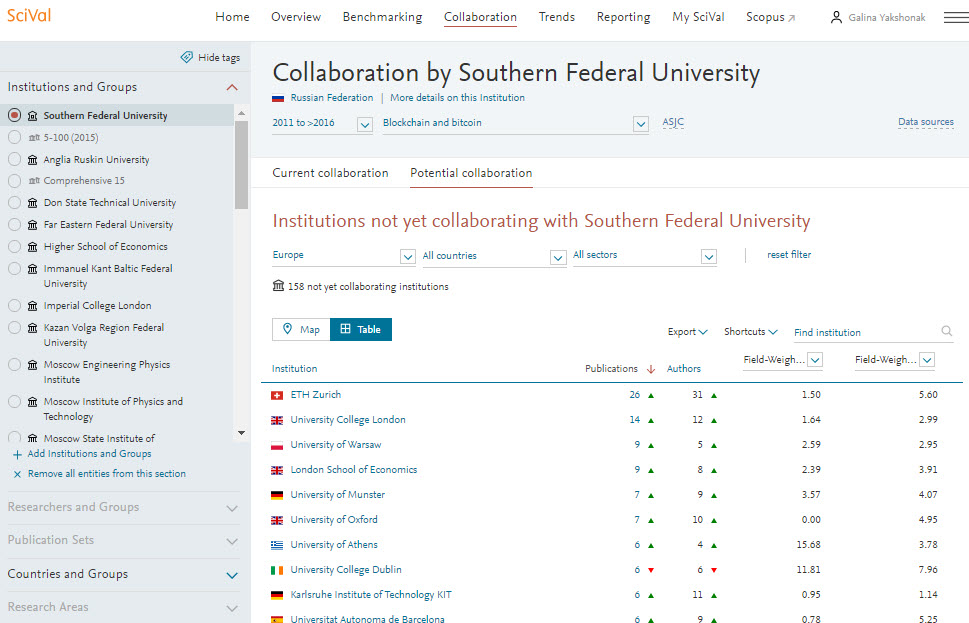 SciVal
Home Overview Benchmarking Collaboration Trends Reporting My SciVal Scopus Galina Yakshonak
Hide tags
Institutions and Groups
Southern Federal University
5-100 (2015)
Anglia Ruskin University
Comprehensive 15
Don State Technical University
Far Eastern Federal University
Higher School of Economics
Immanuel Kant Baltic Federal
University
Imperial College London
Kazan Volga Region Federal
University
Moscow Engineering Physics
Institute
Moscow Institute of Physics and
Technology
Moscow State Institute of
Add Institutions and Groups
Remove all entities from this section
Researchers and Groups
Publication Sets
Countries and Groups
Research Areas
Collaboration by Southern Federal University
Russian Federation | More details on this Institution
2011 to >2016 Blockchain and bitcoin ASJC Data sources
Current collaboration Potential collaboration
Institutions not yet collaborating with Southern Federal University
Europe All countries All sectors reset filter
158 not yet collaborating institutions
Map Table Export Shortcuts Find institution
Institution Publications Authors Field-Weigh... Field-Weigh...
ETH Zurich 26 31 1.50 5.60
University College London 14 12 1.64 2.99
University of Warsaw 9 5 2.59 2.95
London School of Economics 9 8 2.39 3.91
University of Munster 7 9 3.57 4.07
University of Oxford 7 10 0.00 4.95
University of Athens 6 4 15.68 3.78
University College Dublin 6 6 11.81 7.96
Karlsruhe Institute of Technology KIT 6 11 0.95 1.14
Universitat Autonoma de Barcelona 6 9 0.78 5.25